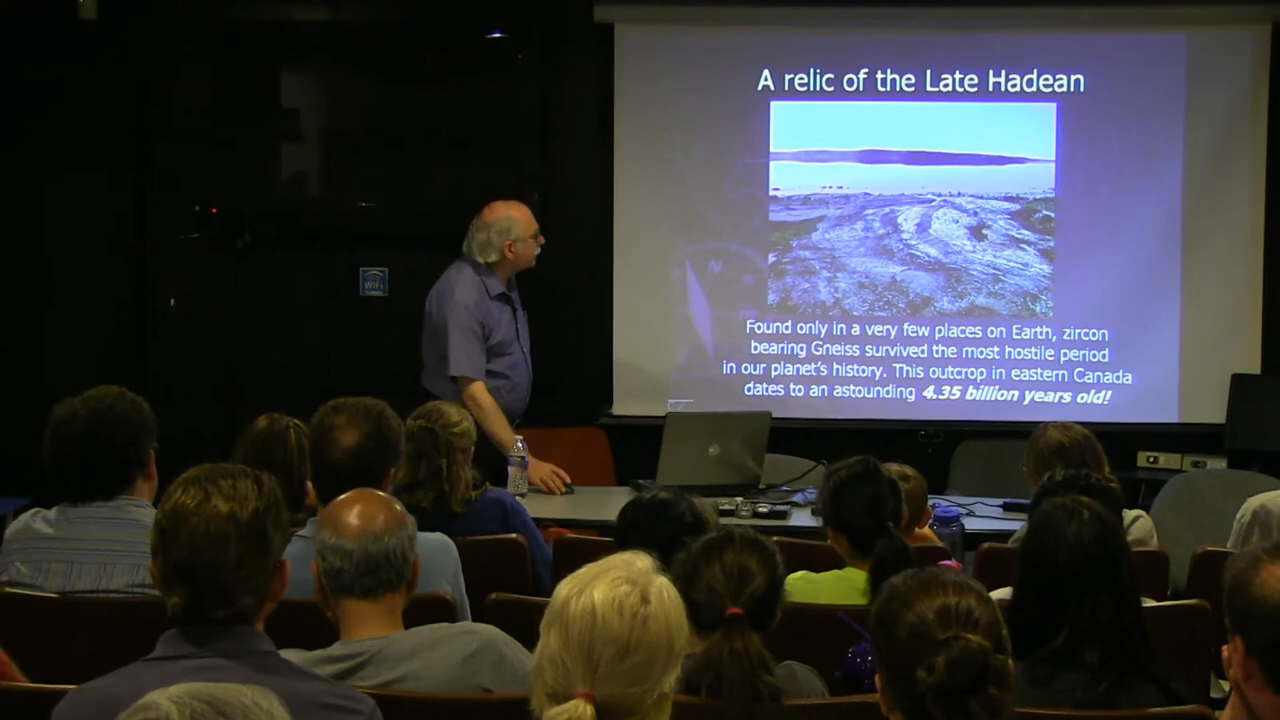 A relic of the Late Hadean
Found only in a very few places on Earth, zircon
bearing Gneiss survived the most hostile period
in our planet's history. This outcrop in eastern Canada
dates to an astounding 4.35 billion years old!
WiFi